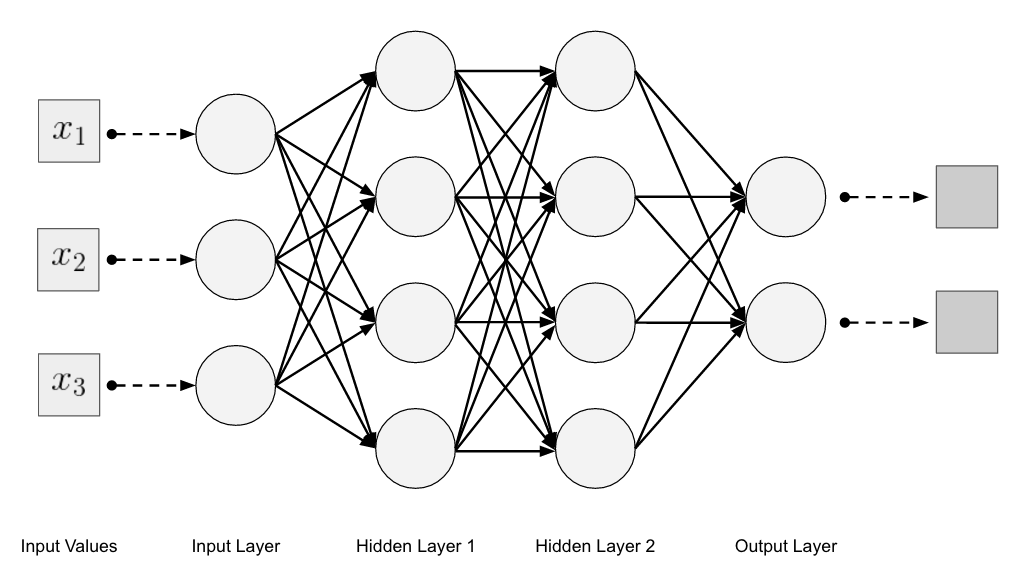 x₁
x₂
x₃
Input Values
Input Layer
Hidden Layer 1
Hidden Layer 2
Output Layer